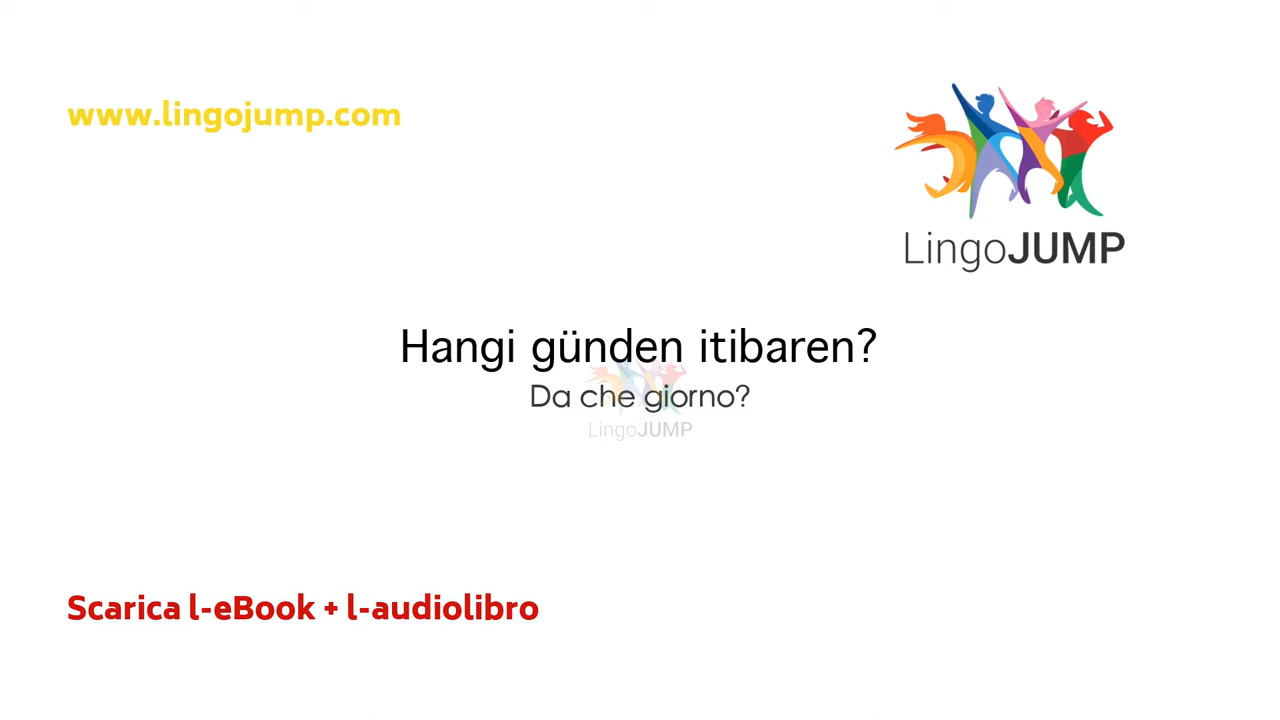 www.lingojump.com
LingoJUMP
Hangi günden itibaren?
Da che giorno?
LingoJUMP
Scarica l-eBook + l-audiolibro